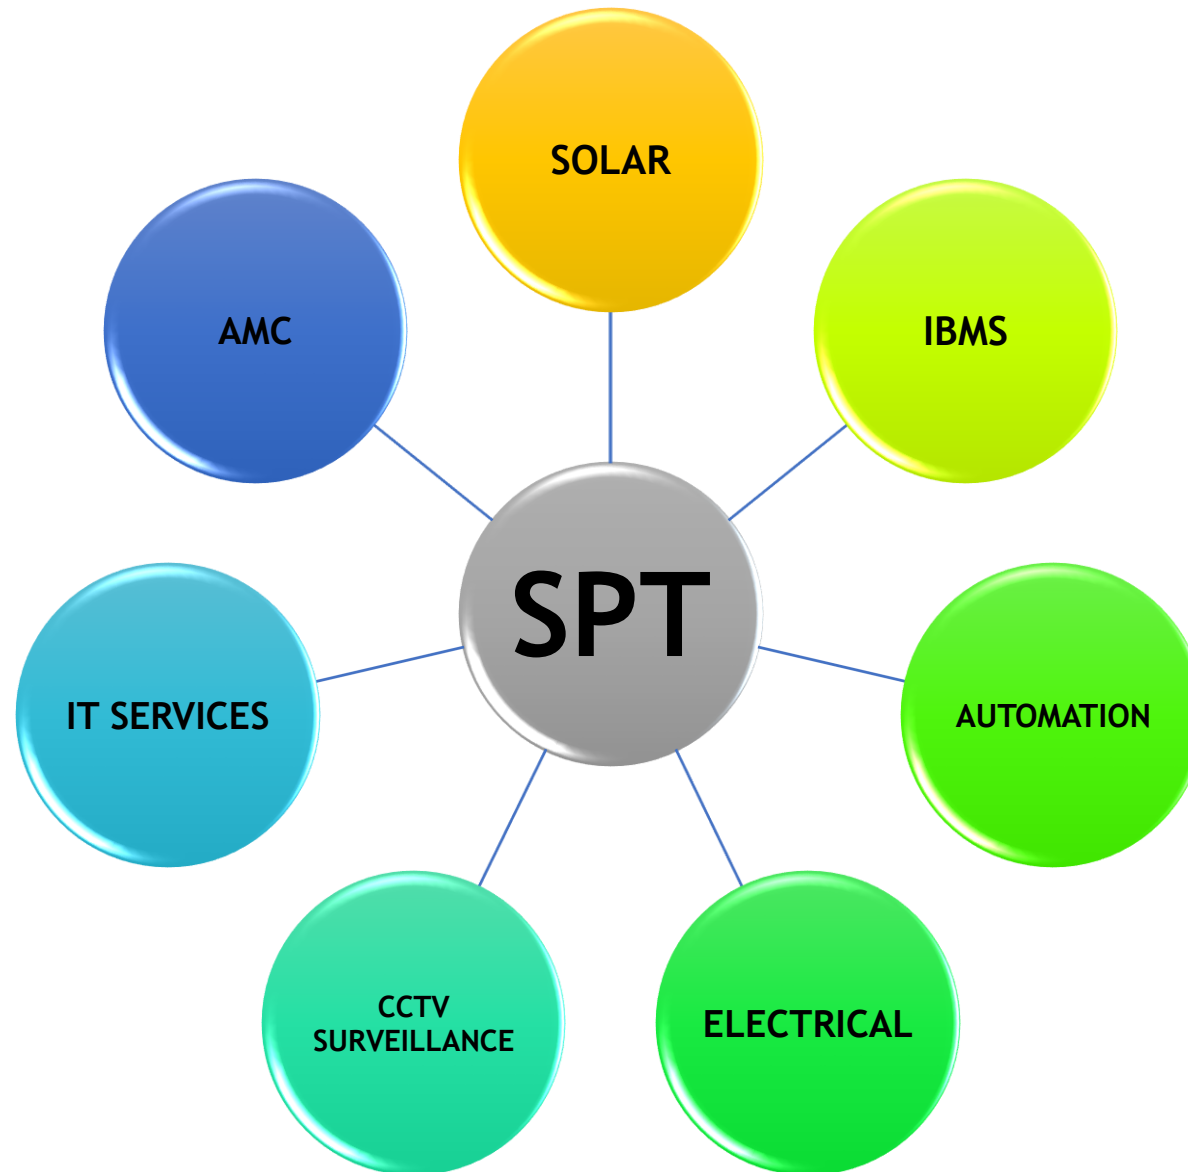 SOLAR
AMC
IBMS
SPT
IT SERVICES
AUTOMATION
CCTV
SURVEILLANCE
ELECTRICAL